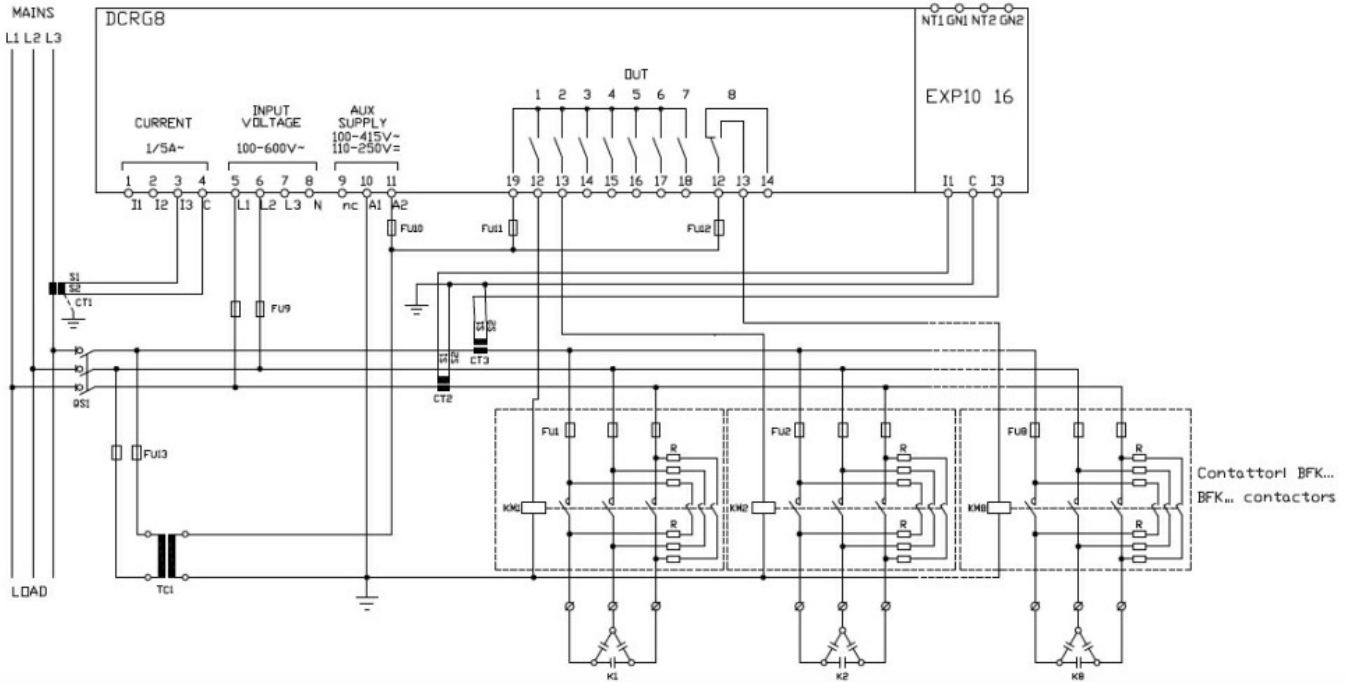 MAINS
L1 L2 L3
DCRG8
NT1 GN1 NT2 GN2
EXP10 16
OUT
1 2 3 4 5 6 7 8
CURRENT
1/5A~
INPUT
VOLTAGE
100-600V~
AUX
SUPPLY
100-415V~
110-250V=
1 2 3 4 5 6 7 8 9 10 11
19 12 13 14 15 16 17 18 12 13 14
I1 C I3
I1 I2 I3 C L1 L2 L3 N nc A1 A2
FU10
FU11
FU12
S1
S2
CT1
FU9
S1
S2
CT3
S1
S2
CT2
QS1
FU13
FU1
R
KM1
R
FU2
R
KM2
R
FU8
R
KM8
R
Contattori BFK...
BFK... contactors
LOAD
TC1
K1
K2
K8